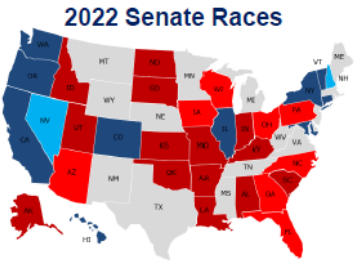 2022 Senate Races
WA
MT
ND
MN
VT
ME
NH
OR
ID
SD
WI
MI
NY
WY
IA
PA
NE
NV
UT
CO
IL
IN
OH
WV
VA
CA
KS
MO
KY
NC
TN
AZ
NM
OK
AR
SC
MS
AL
GA
TX
LA
AK
HI
FL